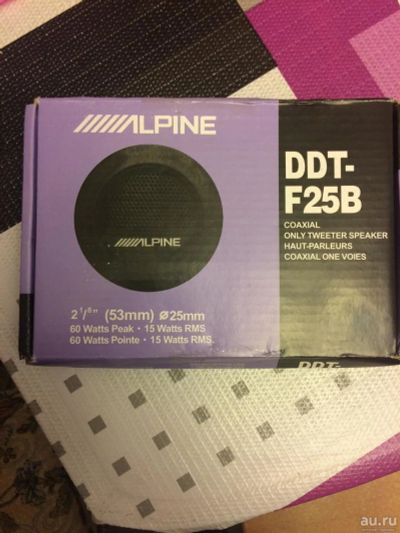 ALPINE
DDT-
F25B
COAXIAL
ONLY TWEETER SPEAKER
HAUT-PARLEURS
COAXIAL ONE VOIES
ALPINE
2 1/8" (53mm) ø25mm
60 Watts Peak · 15 Watts RMS
60 Watts Pointe · 15 Watts RMS.
DDT-
au.ru